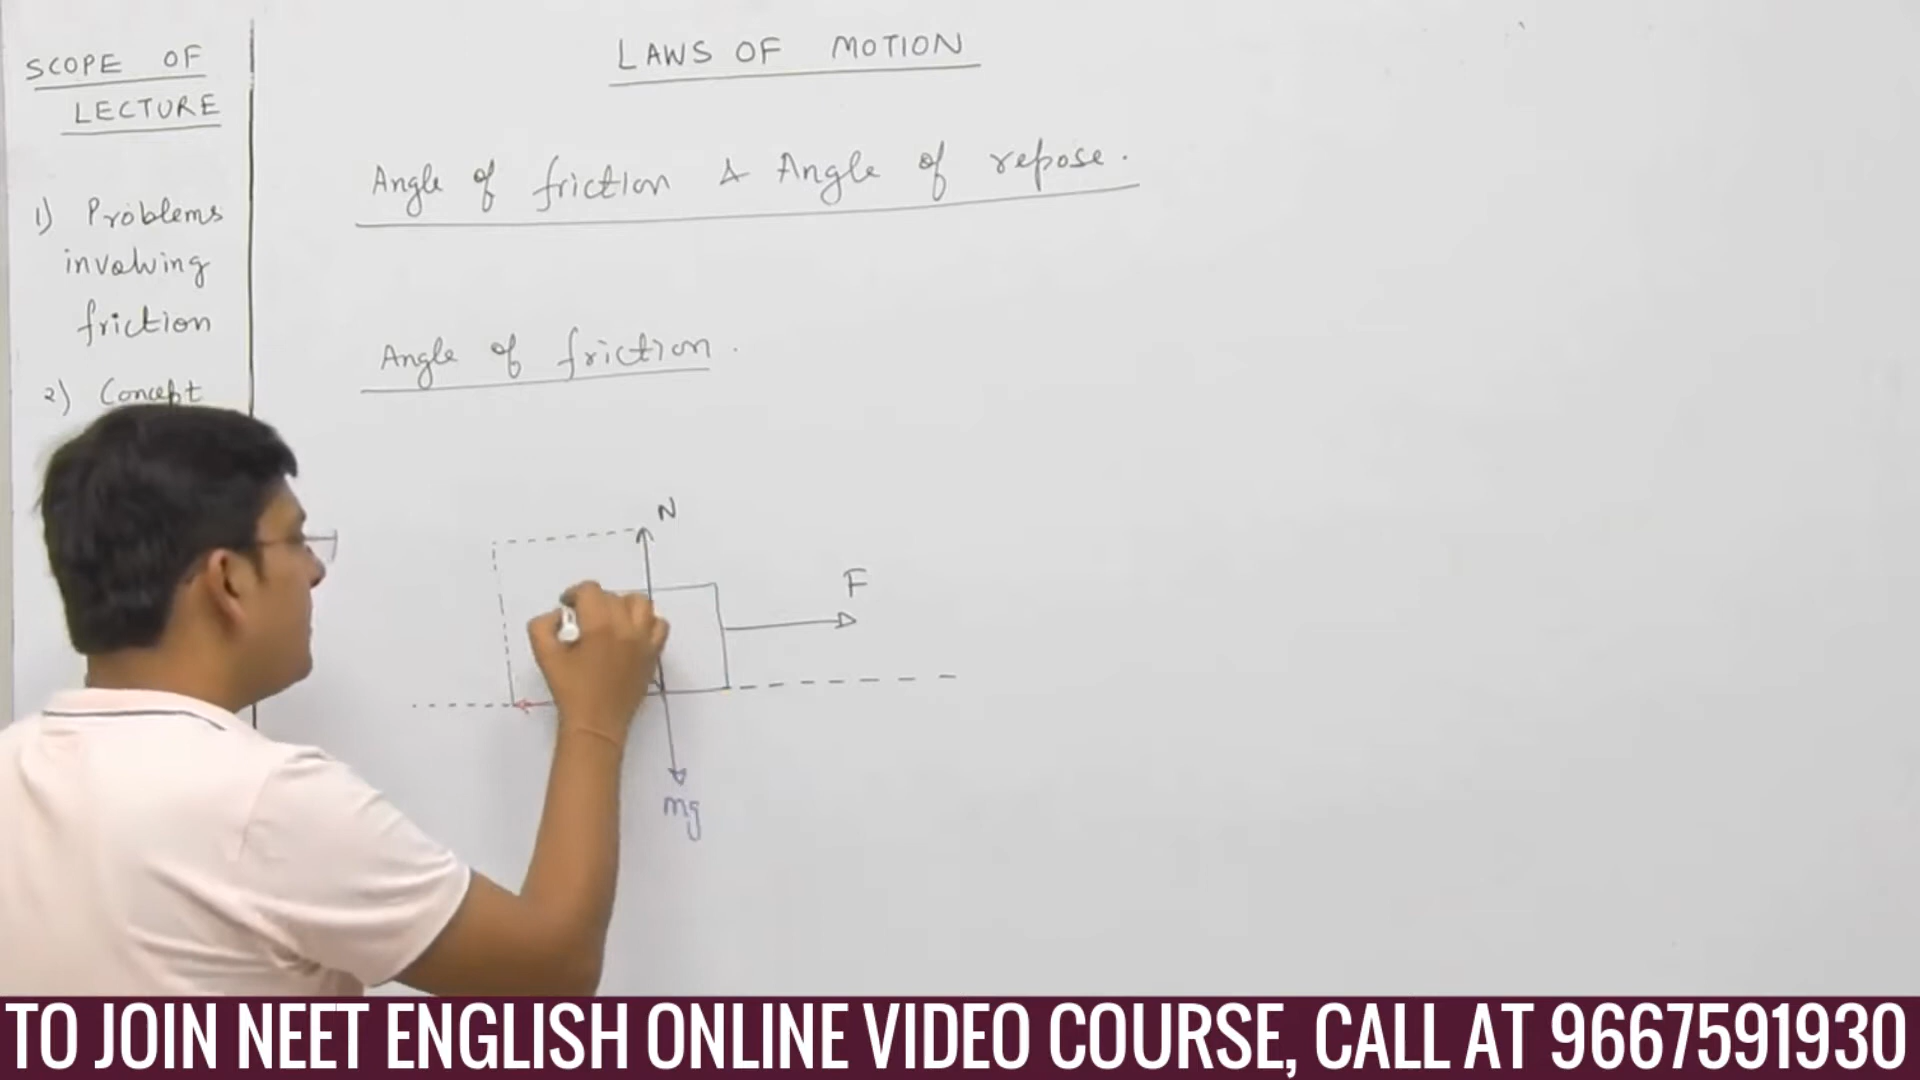 SCOPE OF
LECTURE
1) Problems
involving
friction
2) Concept
LAWS OF MOTION
Angle of friction & Angle of repose.
Angle of friction.
N
F
mg
TO JOIN NEET ENGLISH ONLINE VIDEO COURSE, CALL AT 9667591930